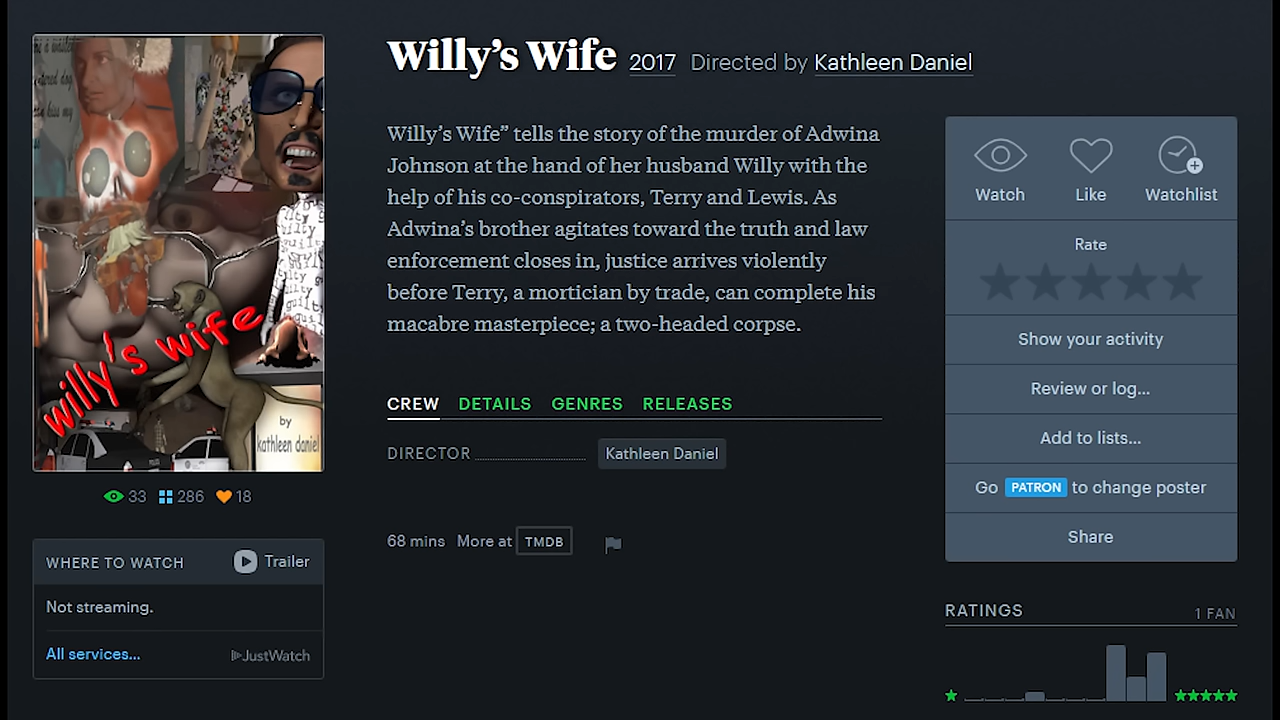 Willy's Wife 2017 Directed by Kathleen Daniel
Willy's Wife” tells the story of the murder of Adwina
Johnson at the hand of her husband Willy with the
help of his co-conspirators, Terry and Lewis. As
Adwina's brother agitates toward the truth and law
enforcement closes in, justice arrives violently
before Terry, a mortician by trade, can complete his
macabre masterpiece; a two-headed corpse.
CREW DETAILS GENRES RELEASES
DIRECTOR Kathleen Daniel
68 mins More at TMDB
willy's wife
by
kathleen daniel
33 286 18
WHERE TO WATCH Trailer
Not streaming.
All services... JustWatch
Watch Like Watchlist
Rate
Show your activity
Review or log...
Add to lists...
Go PATRON to change poster
Share
RATINGS 1 FAN